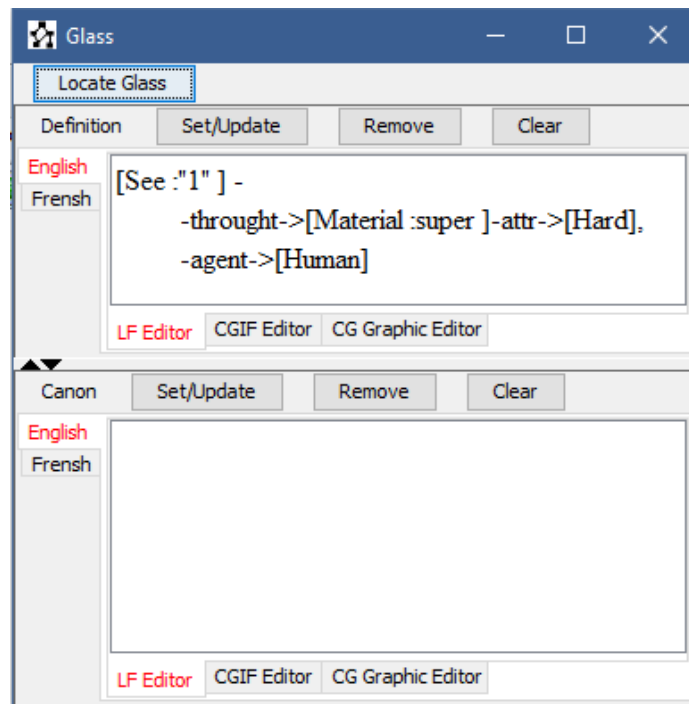 Glass
Locate Glass
Definition Set/Update Remove Clear
English
Frensh
[See :"1" ] -
-throught->[Material :super ]-attr->[Hard],
-agent->[Human]
LF Editor CGIF Editor CG Graphic Editor
Canon Set/Update Remove Clear
English
Frensh
LF Editor CGIF Editor CG Graphic Editor